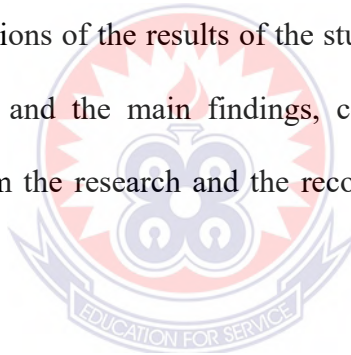 ions of the results of the stu
and the main findings, c
m the research and the reco
EDUCATION FOR SERVICE